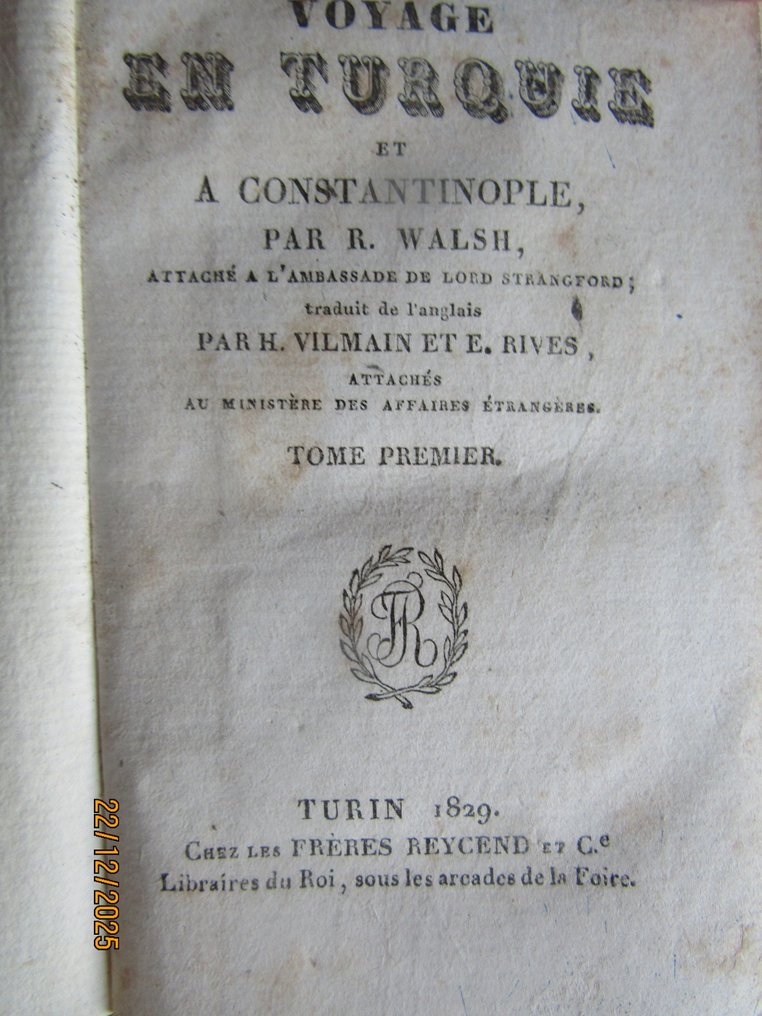 VOYAGE
EN TURQUIE
ET
A CONSTANTINOPLE,
PAR R. WALSH,
ATTACHÉ A L'AMBASSADE DE LORD STRANGFORD;
traduit de l'anglais
PAR H. VILMAIN ET E. RIVES,
ATTACHÉS
AU MINISTÈRE DES AFFAIRES ÉTRANGÈRES.
TOME PREMIER.
FR
TURIN 1829.
CHEZ LES FRÈRES REYCEND ET C.e
Libraires du Roi, sous les arcades de la Foire.
22/12/2025